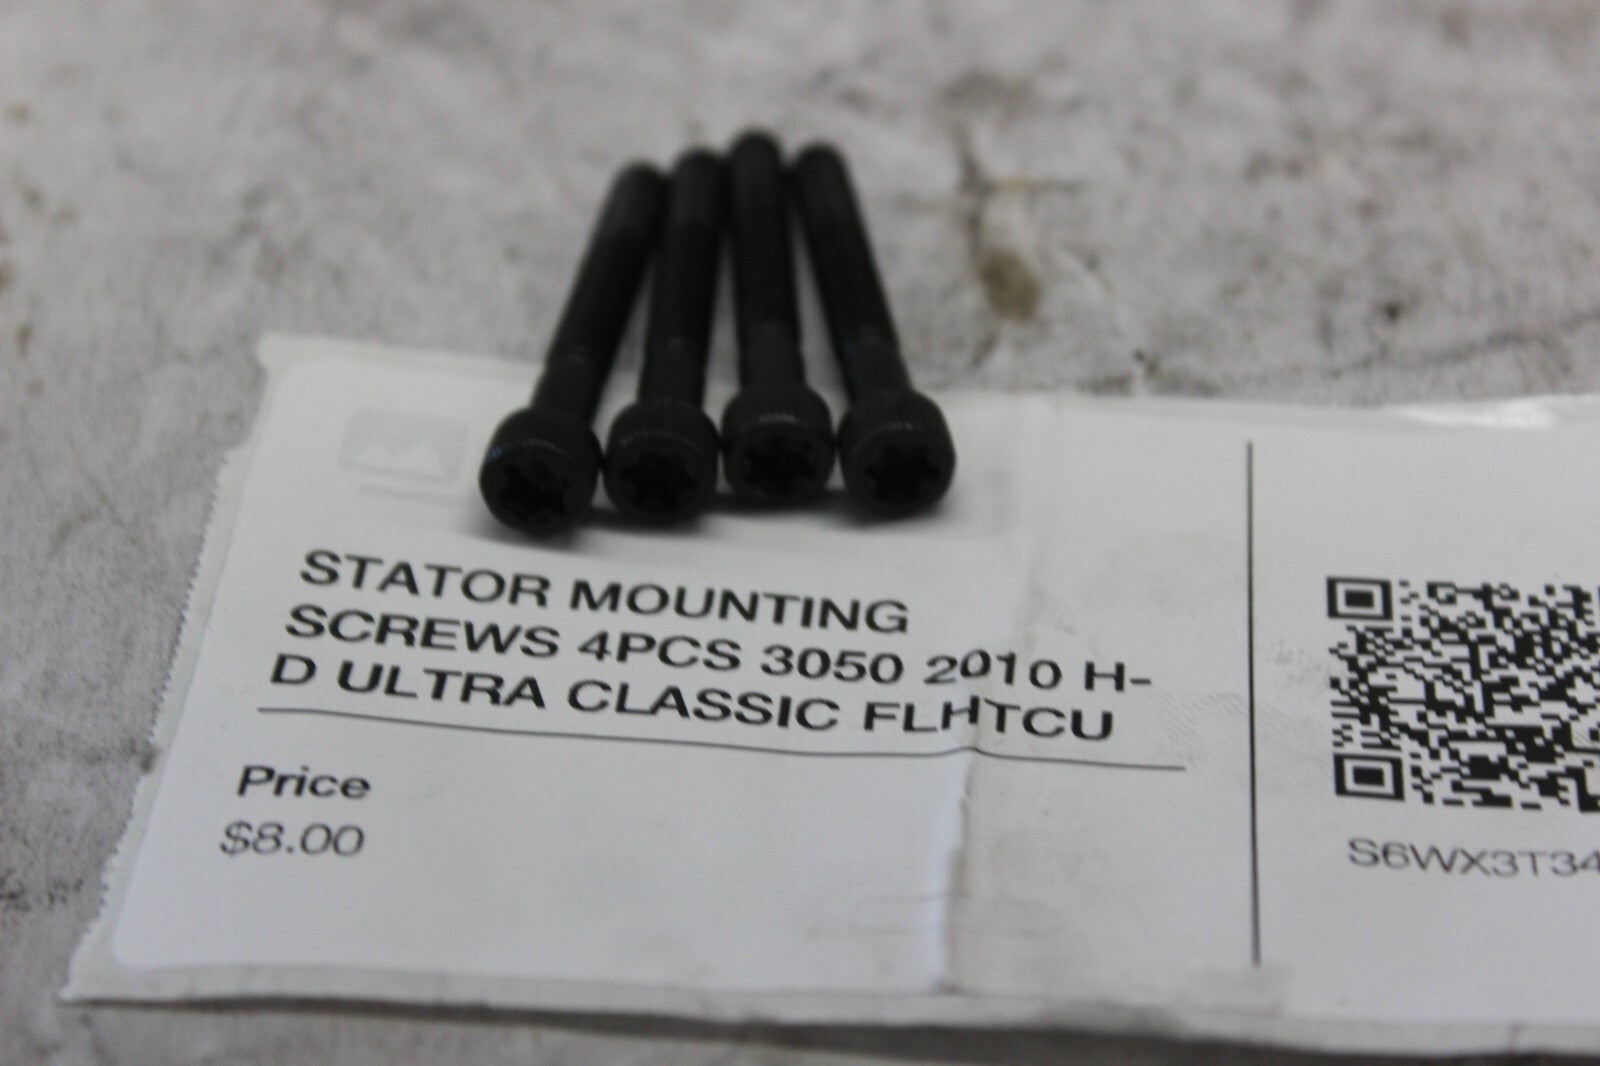 STATOR MOUNTING
SCREWS 4PCS 3050 2010 H-
D ULTRA CLASSIC FLHTCU
Price
$8.00
S6WX3T34